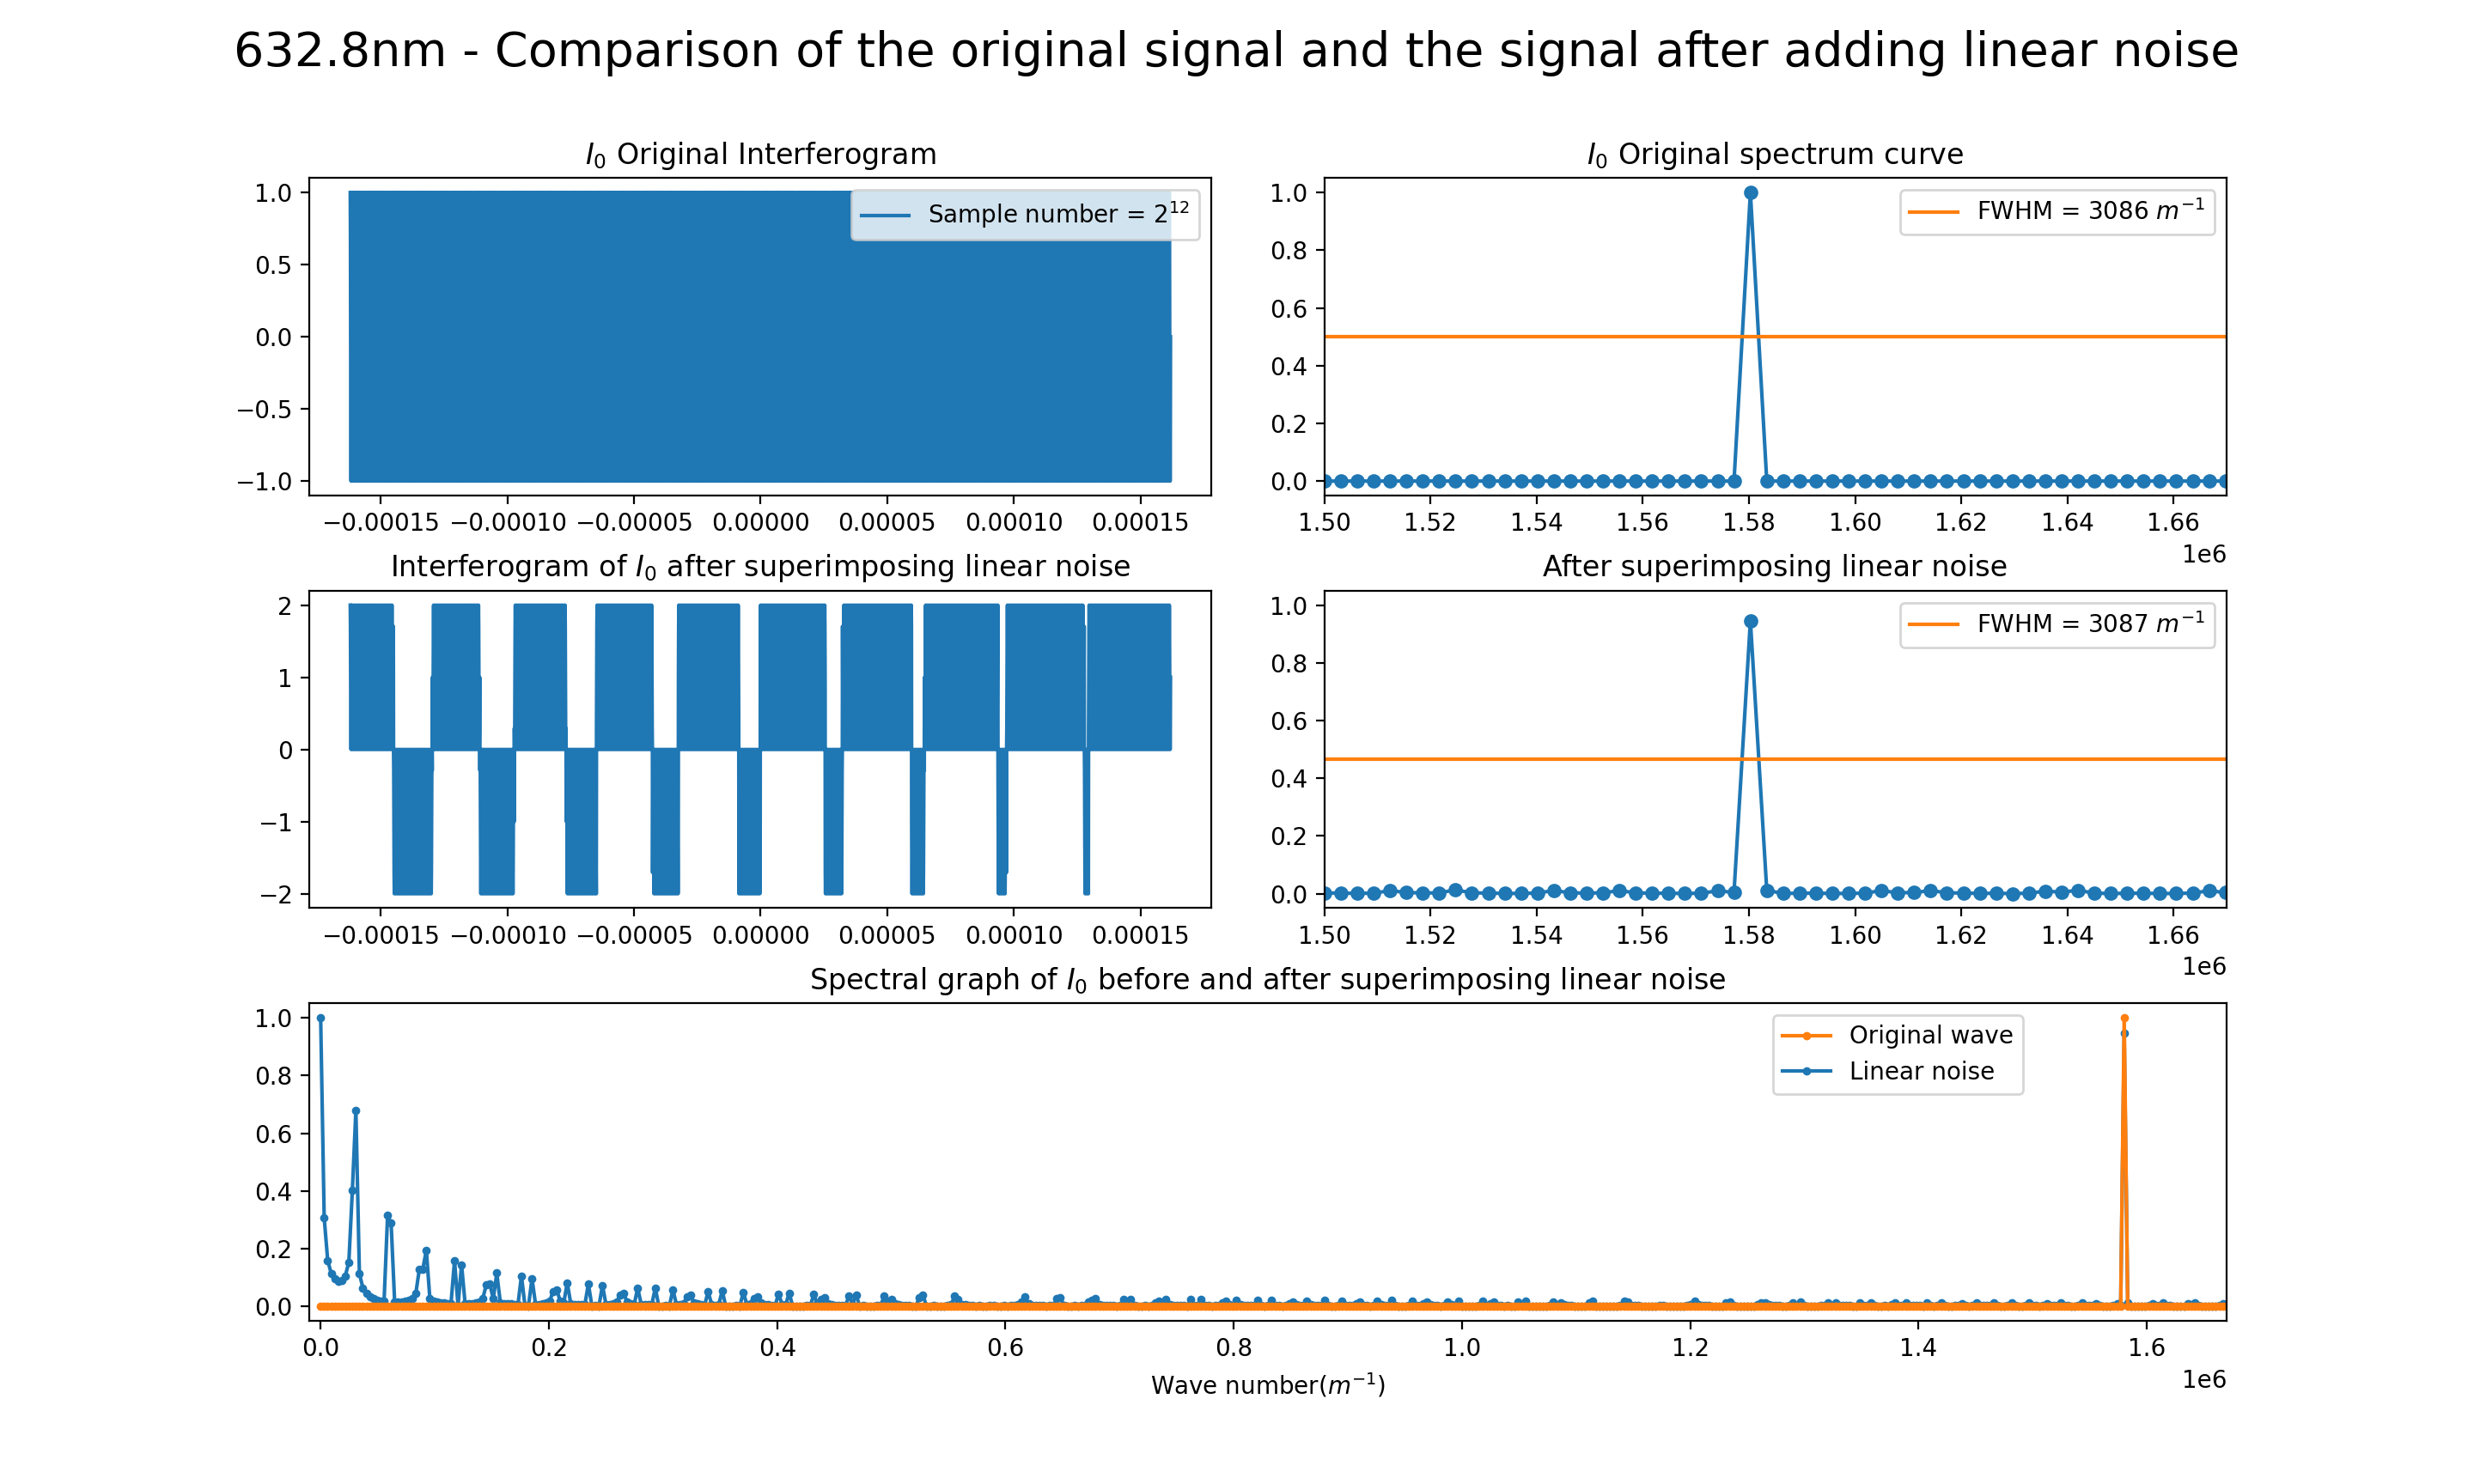 632.8nm - Comparison of the original signal and the signal after adding linear noise
I₀ Original Interferogram
1.0
0.5
0.0
−0.5
−1.0
Sample number = 2¹²
−0.00015 −0.00010 −0.00005 0.00000 0.00005 0.00010 0.00015
I₀ Original spectrum curve
1.0
0.8
0.6
0.4
0.2
0.0
FWHM = 3086 m⁻¹
1.50 1.52 1.54 1.56 1.58 1.60 1.62 1.64 1.66
1e6
Interferogram of I₀ after superimposing linear noise
2
1
0
−1
−2
−0.00015 −0.00010 −0.00005 0.00000 0.00005 0.00010 0.00015
After superimposing linear noise
1.0
0.8
0.6
0.4
0.2
0.0
FWHM = 3087 m⁻¹
1.50 1.52 1.54 1.56 1.58 1.60 1.62 1.64 1.66
1e6
Spectral graph of I₀ before and after superimposing linear noise
1.0
0.8
0.6
0.4
0.2
0.0
Original wave
Linear noise
0.0 0.2 0.4 0.6 0.8 1.0 1.2 1.4 1.6
Wave number(m⁻¹)
1e6